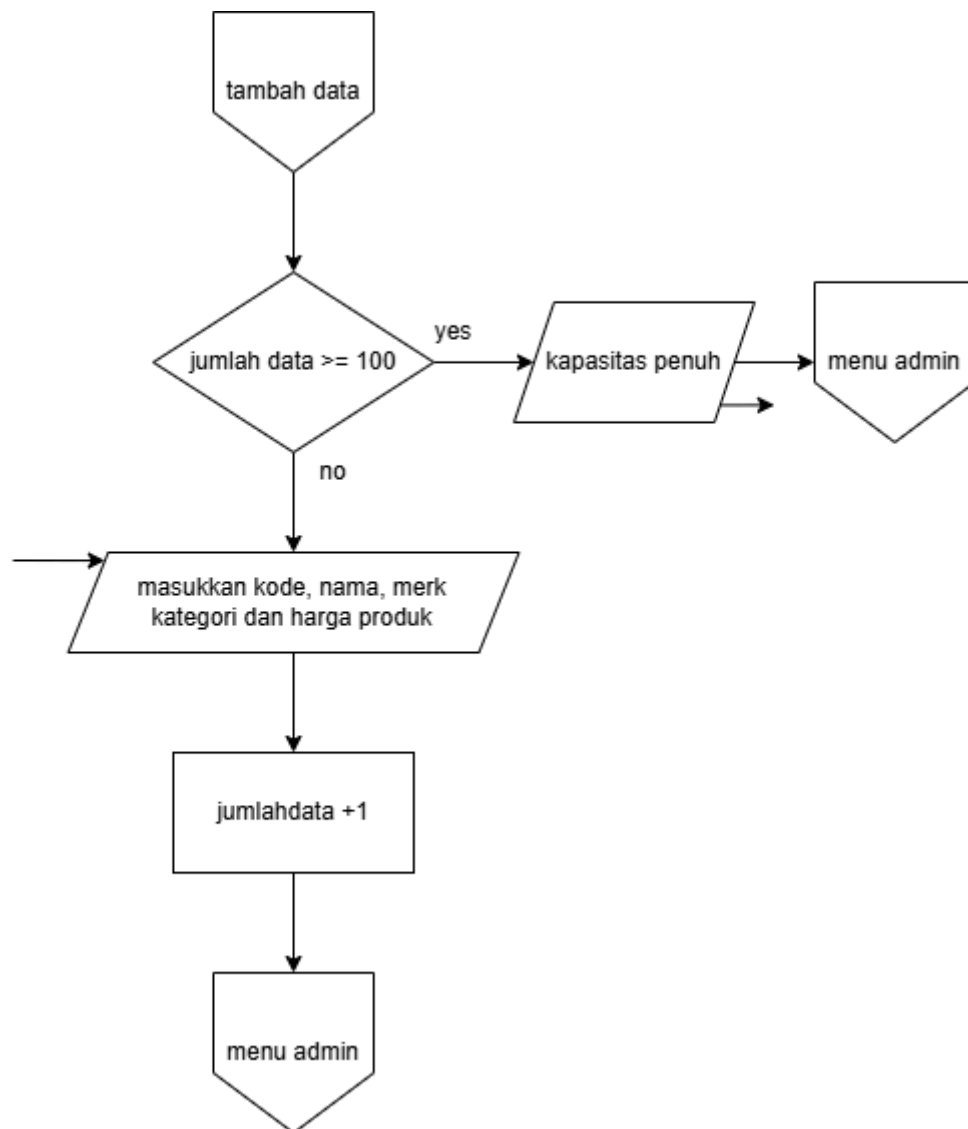 tambah data
jumlah data >= 100
yes
kapasitas penuh
menu admin
no
masukkan kode, nama, merk
kategori dan harga produk
jumlahdata +1
menu admin